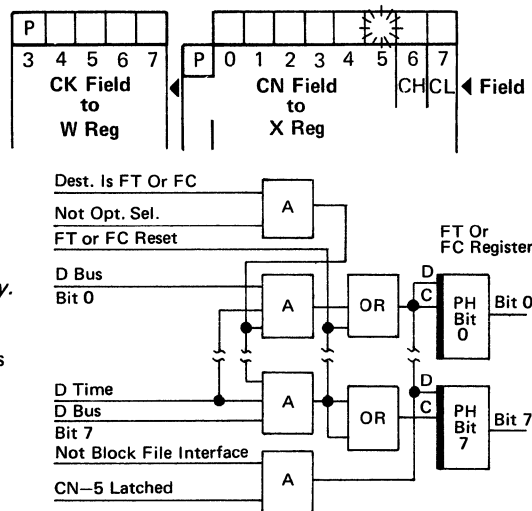 P
3 4 5 6 7
P 0 1 2 3 4 5 6 7
CK Field
to
W Reg
CN Field
to
X Reg
CH CL
Field
Dest. Is FT Or FC
Not Opt. Sel.
A
FT or FC Reset
FT Or
FC Register
y.
D Bus
Bit 0
A
OR
D
C
PH
Bit
0
Bit 0
s
D Time
D Bus
Bit 7
A
OR
D
C
PH
Bit
7
Bit 7
Not Block File Interface
CN–5 Latched
A